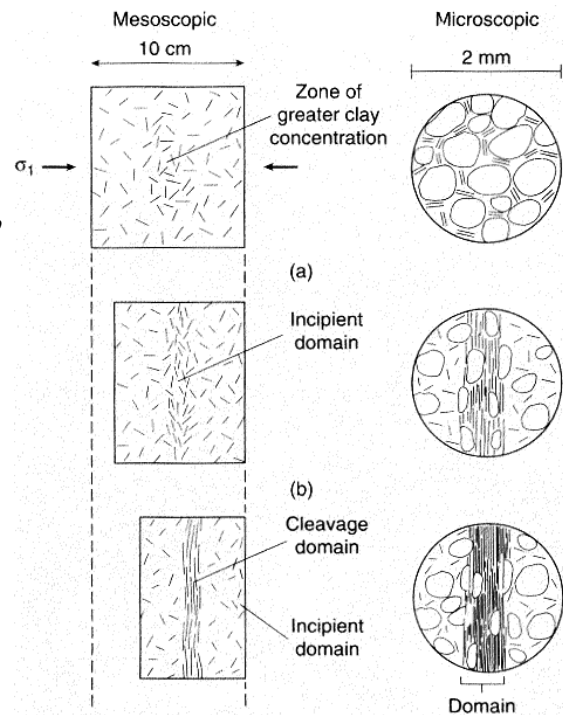 Mesoscopic
Microscopic
10 cm
2 mm
Zone of
greater clay
concentration
σ1
(a)
Incipient
domain
(b)
Cleavage
domain
Incipient
domain
Domain